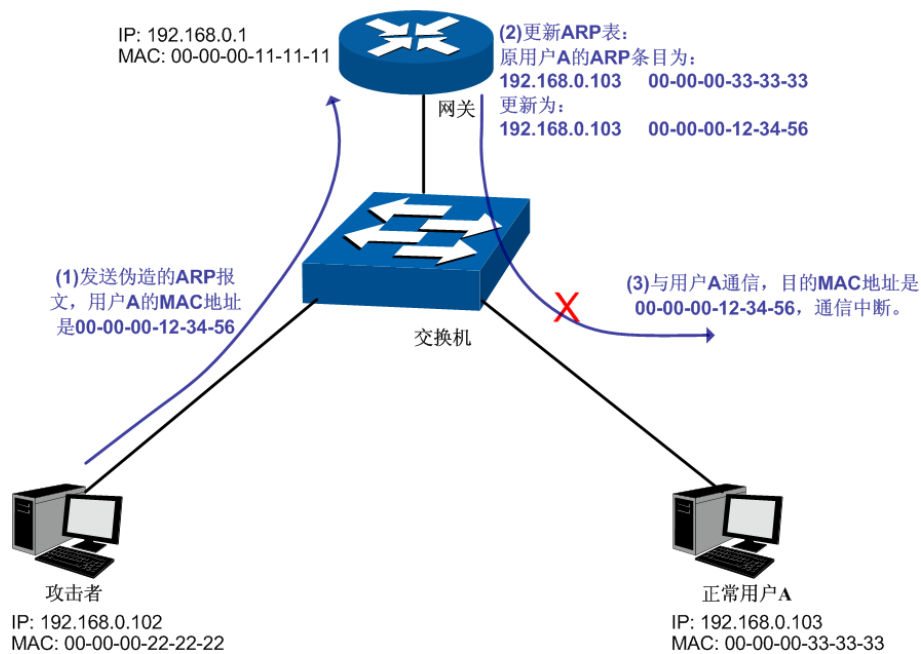 IP: 192.168.0.1
MAC: 00-00-00-11-11-11
(2)更新ARP表：
原用户A的ARP条目为：
192.168.0.103 00-00-00-33-33-33
更新为：
192.168.0.103 00-00-00-12-34-56
网关
(1)发送伪造的ARP报
文，用户A的MAC地址
是00-00-00-12-34-56
(3)与用户A通信，目的MAC地址是
00-00-00-12-34-56，通信中断。
X
交换机
攻击者
IP: 192.168.0.102
MAC: 00-00-00-22-22-22
正常用户A
IP: 192.168.0.103
MAC: 00-00-00-33-33-33